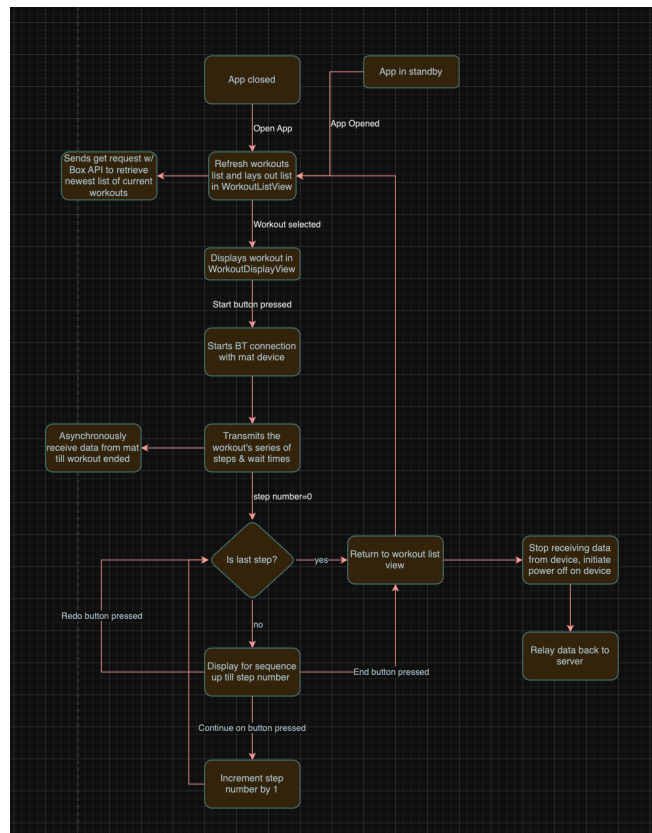 App closed
App in standby
Open App
App Opened
Sends get request w/
Box API to retrieve
newest list of current
workouts
Refresh workouts
list and lays out list
in WorkoutListView
Workout selected
Displays workout in
WorkoutDisplayView
Start button pressed
Starts BT connection
with mat device
Asynchronously
receive data from mat
till workout ended
Transmits the
workout's series of
steps & wait times
step number=0
Is last step?
yes
Return to workout list
view
Stop receiving data
from device, initiate
power off on device
Redo button pressed
no
Relay data back to
server
Display for sequence
up till step number
End button pressed
Continue on button pressed
Increment step
number by 1